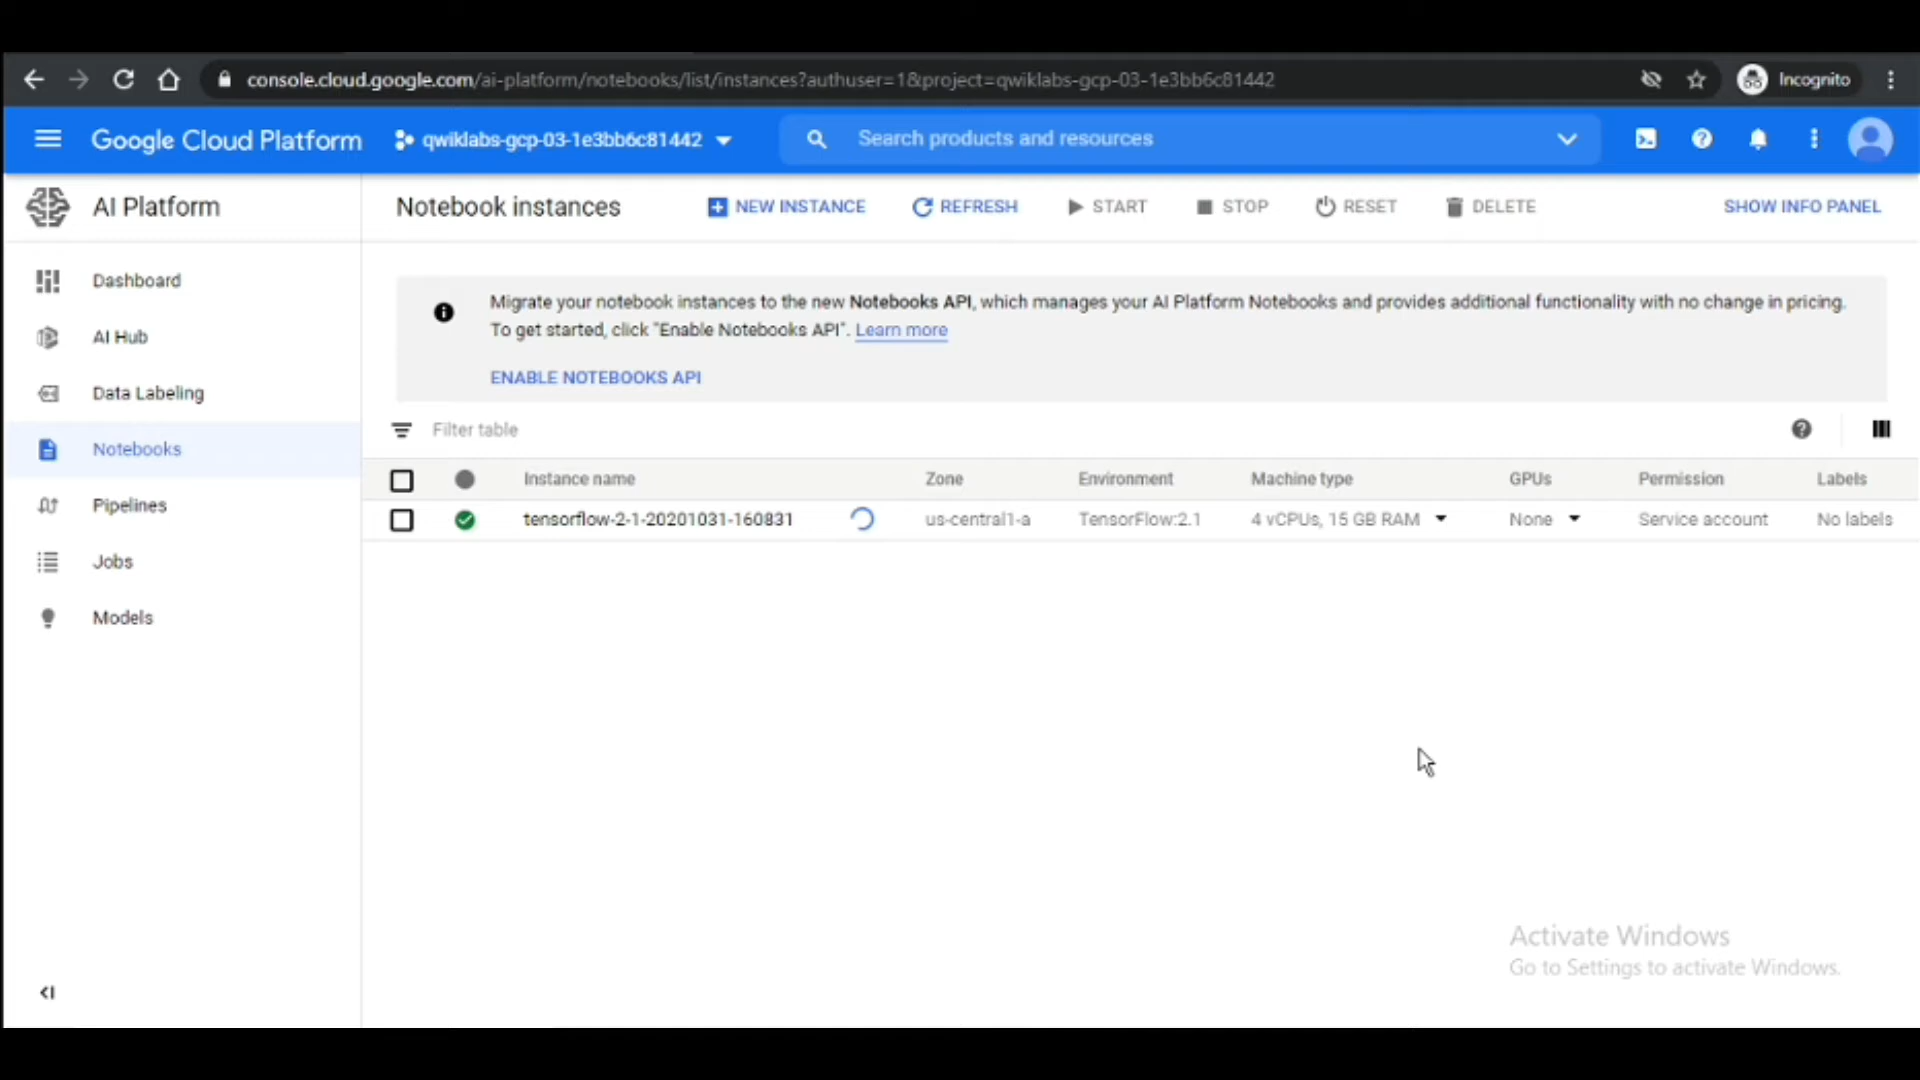 console.cloud.google.com/ai-platform/notebooks/list/instances?authuser=1&project=qwiklabs-gcp-03-1e3bb6c81442
Incognito
Google Cloud Platform
qwiklabs-gcp-03-1e3bb6c81442
Search products and resources
AI Platform
Notebook instances
NEW INSTANCE
REFRESH
START
STOP
RESET
DELETE
SHOW INFO PANEL
Dashboard
AI Hub
Data Labeling
Notebooks
Pipelines
Jobs
Models
Migrate your notebook instances to the new Notebooks API, which manages your AI Platform Notebooks and provides additional functionality with no change in pricing.
To get started, click "Enable Notebooks API". Learn more
ENABLE NOTEBOOKS API
Filter table
Instance name Zone Environment Machine type GPUs Permission Labels
tensorflow-2-1-20201031-160831 us-central1-a TensorFlow:2.1 4 vCPUs, 15 GB RAM None Service account No labels
Activate Windows
Go to Settings to activate Windows.